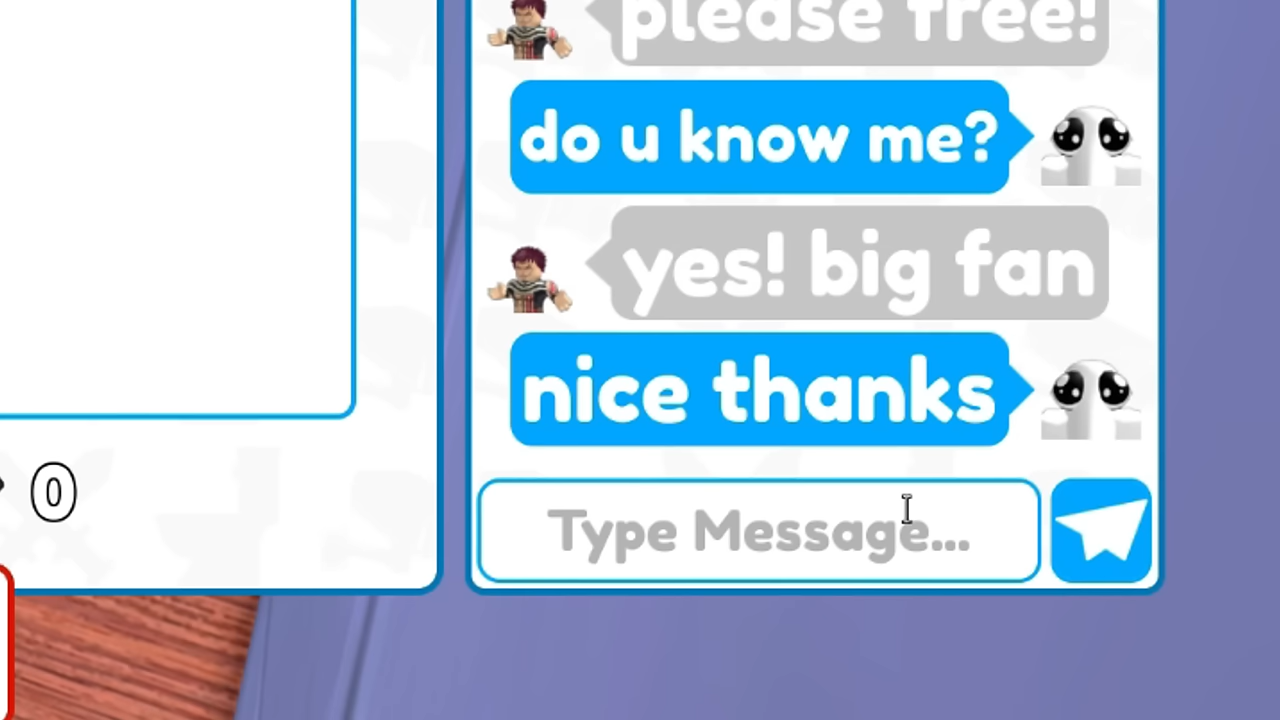 please free!
do u know me?
yes! big fan
nice thanks
0
Type Message...